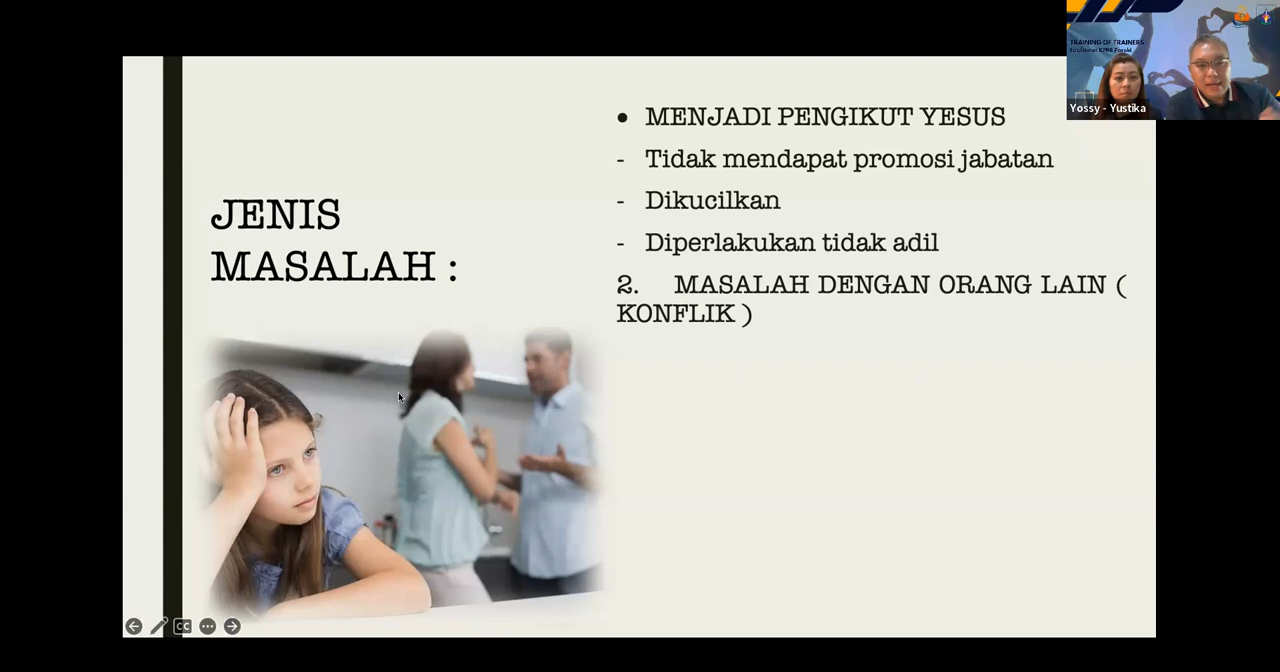 JENIS
MASALAH :
● MENJADI PENGIKUT YESUS
- Tidak mendapat promosi jabatan
- Dikucilkan
- Diperlakukan tidak adil
2. MASALAH DENGAN ORANG LAIN (
KONFLIK )
TRAINING OF TRAINERS
Yossy - Yustika
CC